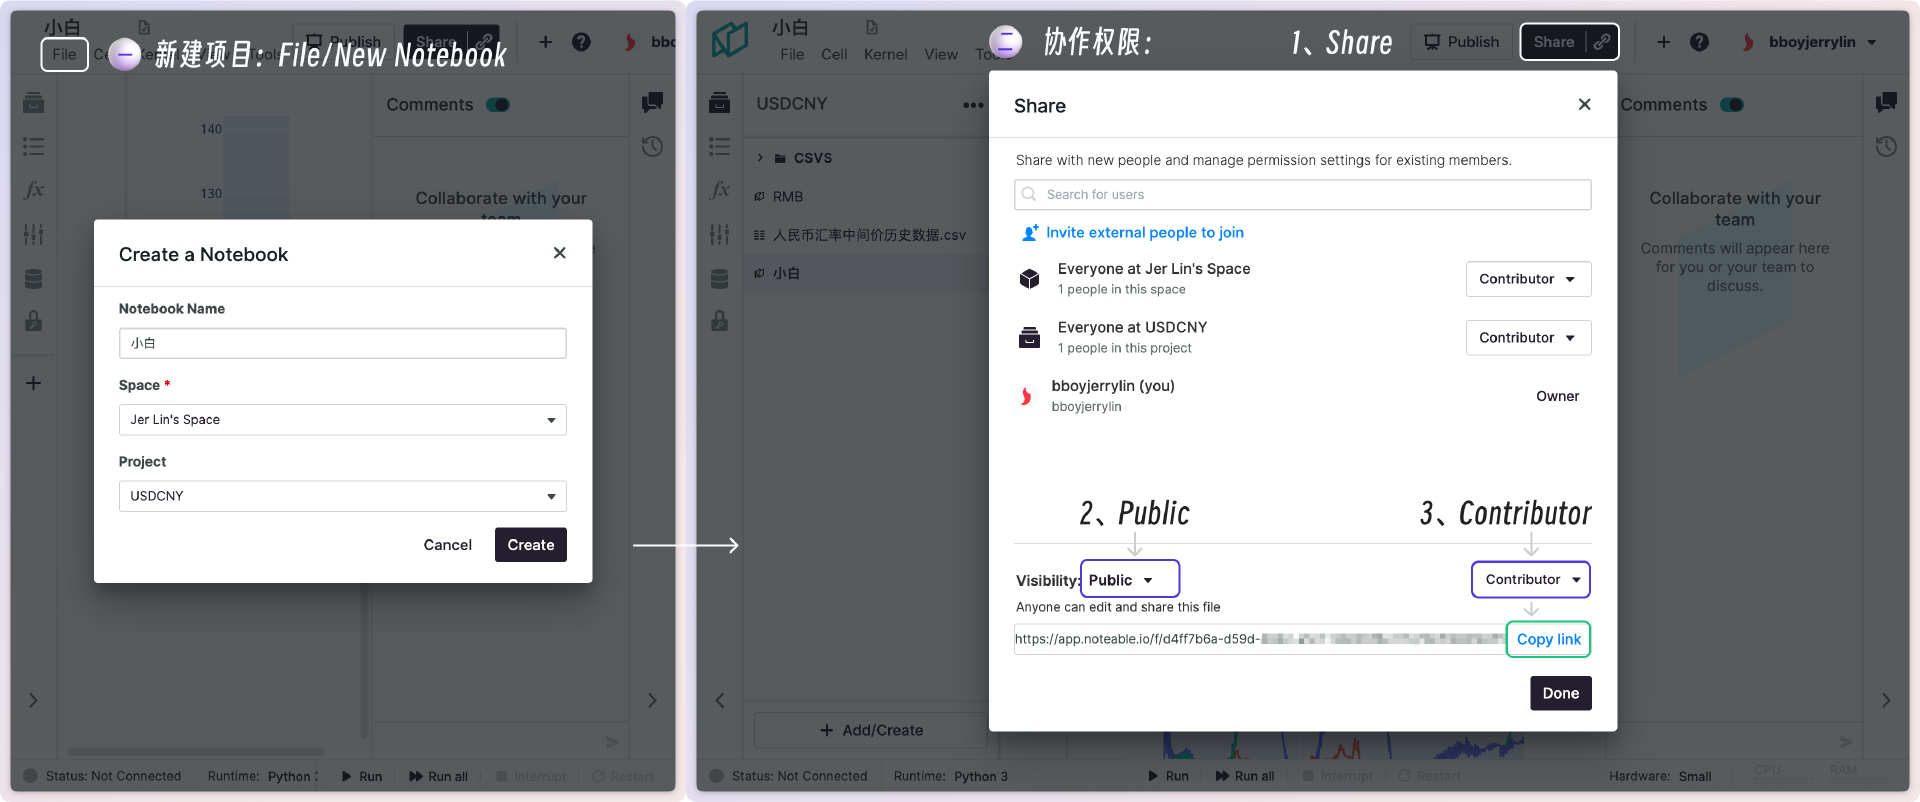 小白
File
一
新建项目：File/New Notebook
Publish
Share
?
140
130
Comments
Collaborate with your
team
Create a Notebook
Notebook Name
小白
Space *
Jer Lin's Space
Project
USDCNY
Cancel
Create
Status: Not Connected
Runtime: Python 3
Run
Run all
Interrupt
Restart
小白
二
协作权限：
1、Share
File
Cell
Kernel
View
Publish
Share
?
bboyjerrylin
USDCNY
CSVS
RMB
人民币汇率中间价历史数据.csv
小白
Add/Create
Share
Share with new people and manage permission settings for existing members.
Search for users
Invite external people to join
Everyone at Jer Lin's Space
1 people in this space
Contributor
Everyone at USDCNY
1 people in this project
Contributor
bboyjerrylin (you)
bboyjerrylin
Owner
2、Public
3、Contributor
Visibility: Public
Contributor
Anyone can edit and share this file
https://app.noteable.io/f/d4ff7b6a-d59d-
Copy link
Done
Comments
Collaborate with your
team
Comments will appear here
for you or your team to
discuss.
Status: Not Connected
Runtime: Python 3
Run
Run all
Interrupt
Restart
Hardware: Small
CPU
RAM